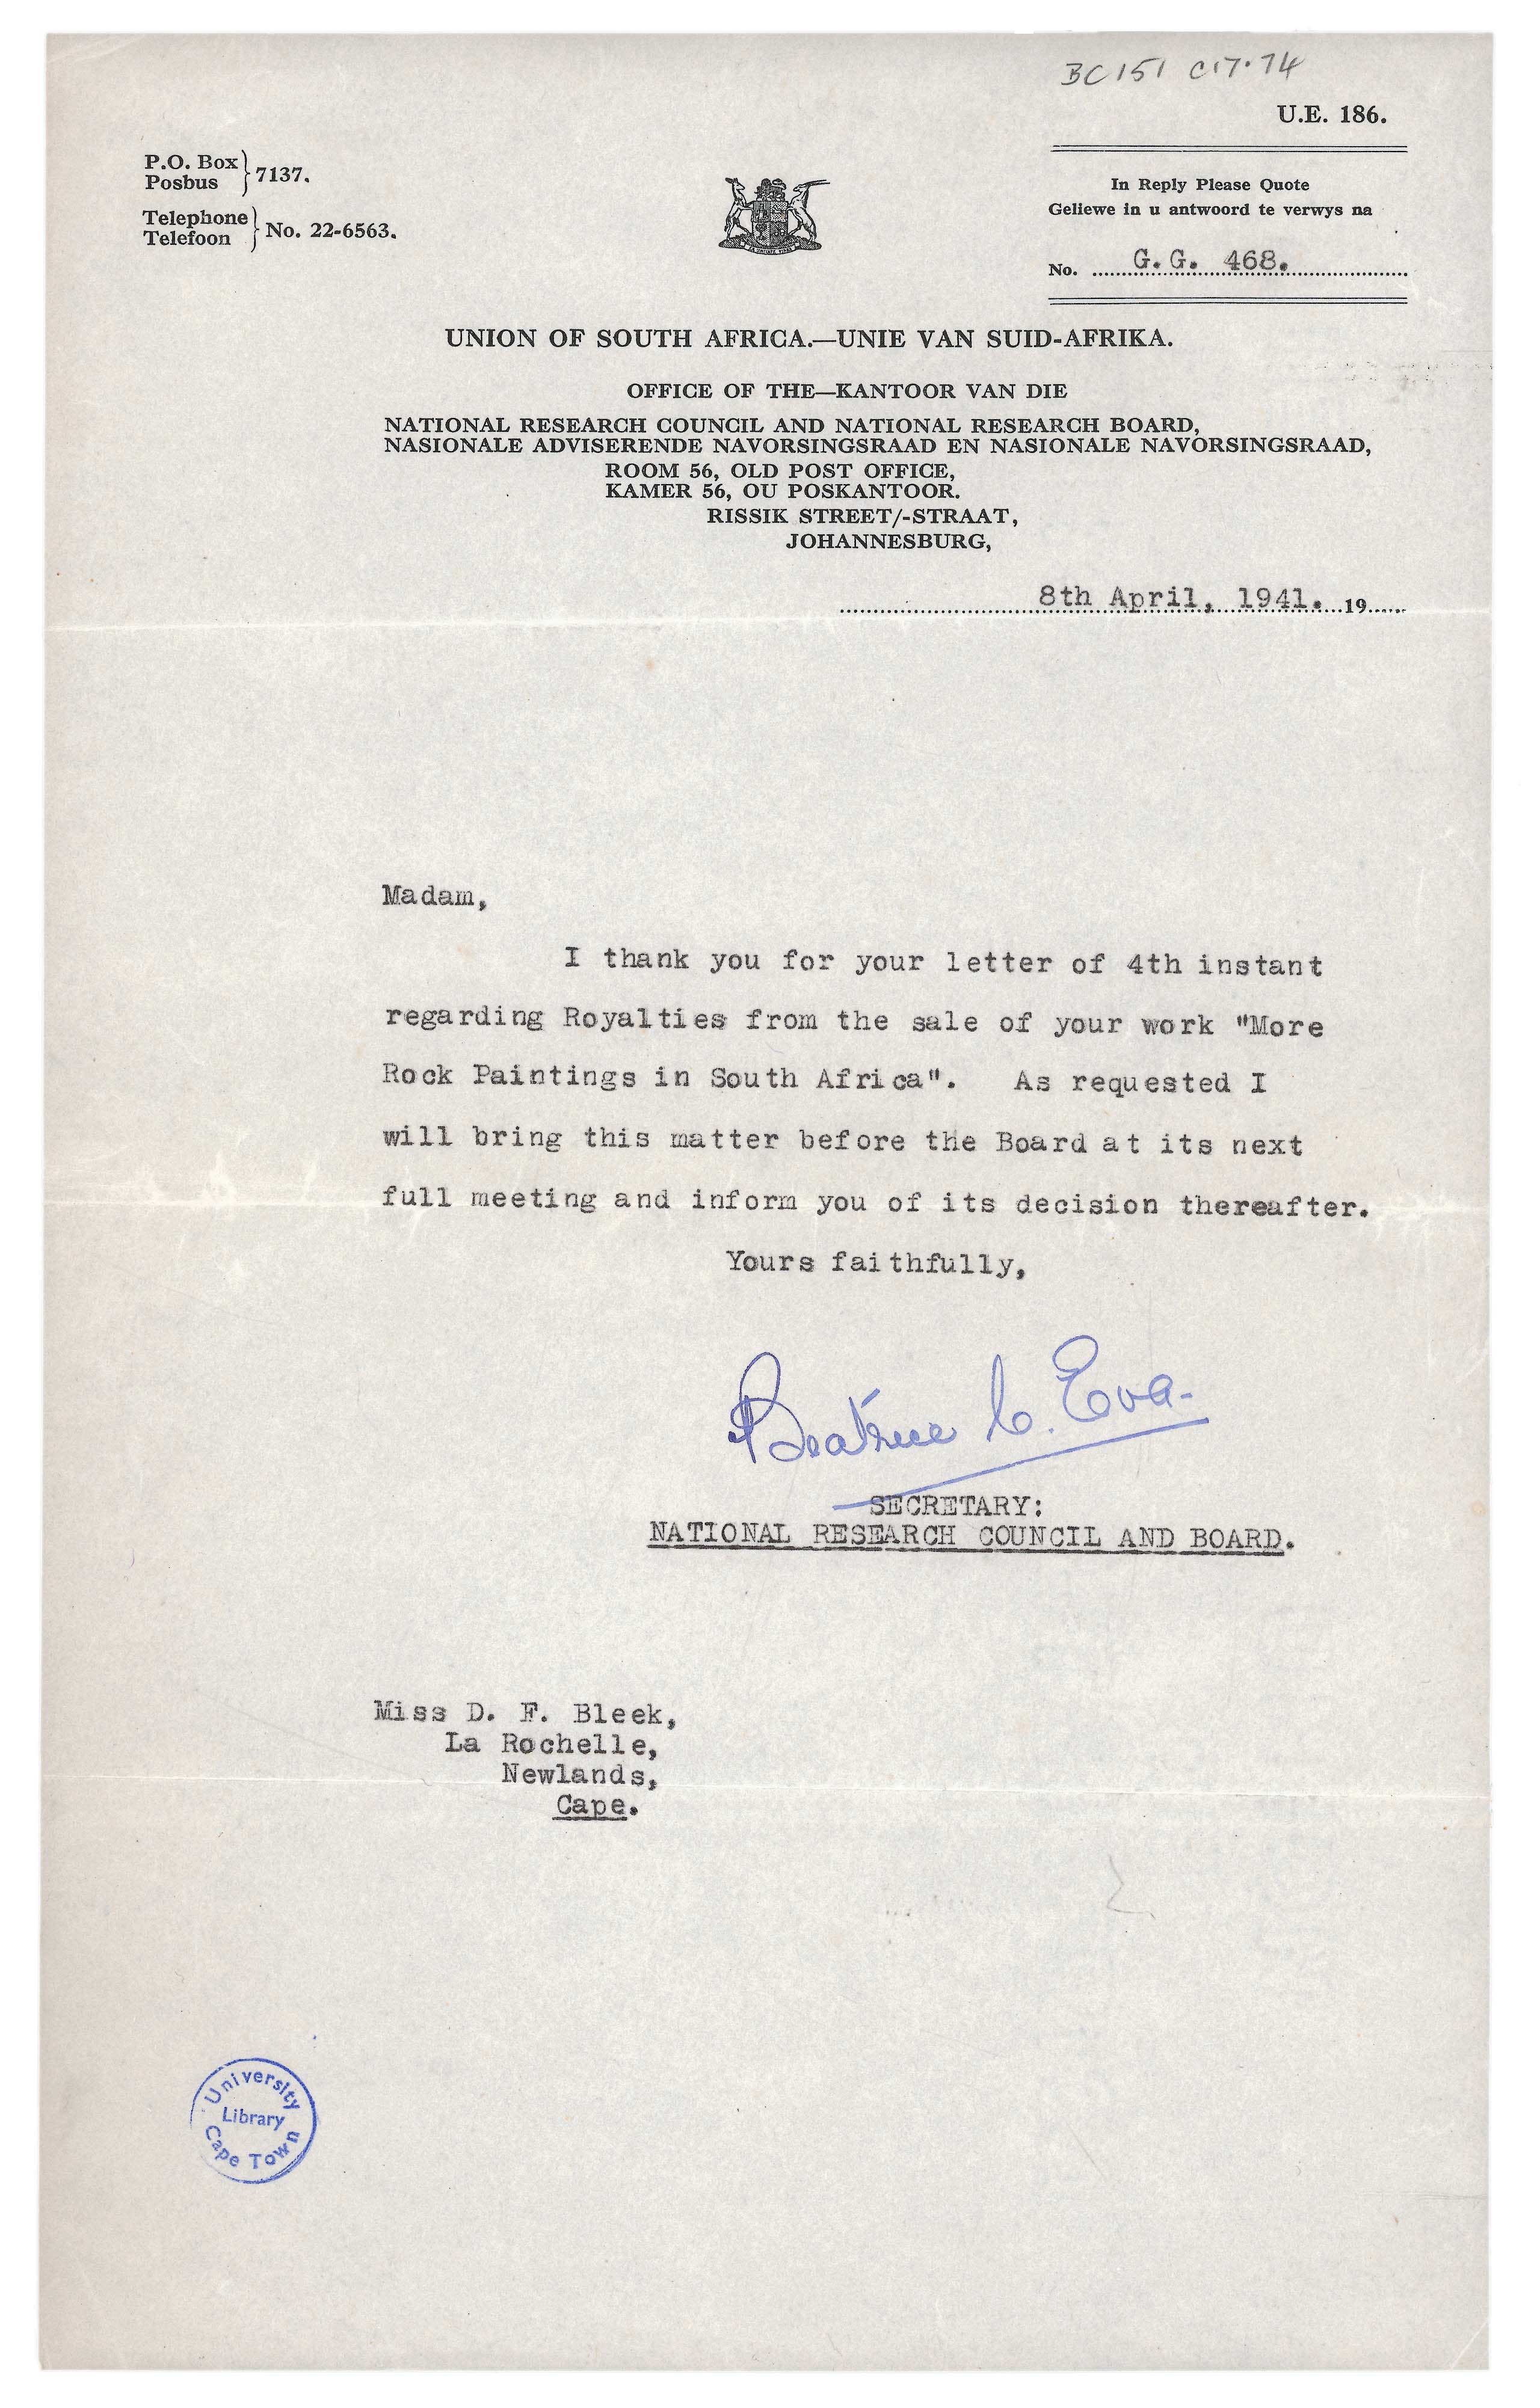 BC151 C17.74
U.E. 186.
P.O. Box
Posbus
7137.
Telephone
Telefoon
No. 22-6563.
In Reply Please Quote
Geliewe in u antwoord te verwys na
No. G.G. 468.
UNION OF SOUTH AFRICA.—UNIE VAN SUID-AFRIKA.
OFFICE OF THE—KANTOOR VAN DIE
NATIONAL RESEARCH COUNCIL AND NATIONAL RESEARCH BOARD,
NASIONALE ADVISERENDE NAVORSINGSRAAD EN NASIONALE NAVORSINGSRAAD,
ROOM 56, OLD POST OFFICE,
KAMER 56, OU POSKANTOOR.
RISSIK STREET/-STRAAT,
JOHANNESBURG,
8th April, 1941. 19
Madam,
I thank you for your letter of 4th instant
regarding Royalties from the sale of your work "More
Rock Paintings in South Africa". As requested I
will bring this matter before the Board at its next
full meeting and inform you of its decision thereafter.
Yours faithfully,
Beatrice C. Eva.
SECRETARY:
NATIONAL RESEARCH COUNCIL AND BOARD.
Miss D. F. Bleek,
La Rochelle,
Newlands,
Cape.
University
Library
Cape Town